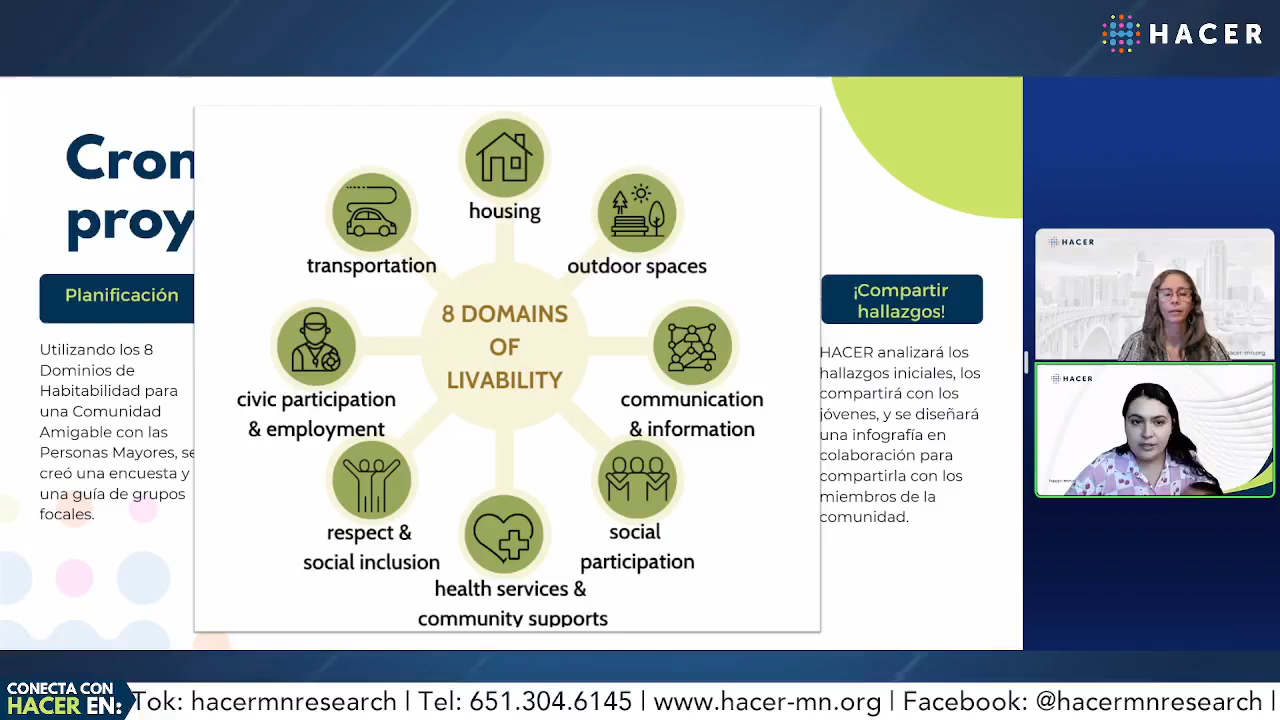 HACER
Cron
proy
Planificación
Utilizando los 8
Dominios de
Habitabilidad para
una Comunidad
Amigable con las
Personas Mayores, se
creó una encuesta y
una guía de grupos
focales.
housing
transportation
outdoor spaces
8 DOMAINS
OF
LIVABILITY
civic participation
& employment
communication
& information
respect &
social inclusion
social
participation
health services &
community supports
¡Compartir
hallazgos!
HACER analizará los
hallazgos iniciales, los
compartirá con los
jóvenes, y se diseñará
una infografía en
colaboración para
compartirla con los
miembros de la
comunidad.
HACER
HACER
CONECTA CON
HACER EN:
Tok: hacermnresearch | Tel: 651.304.6145 | www.hacer-mn.org | Facebook: @hacermnresearch |